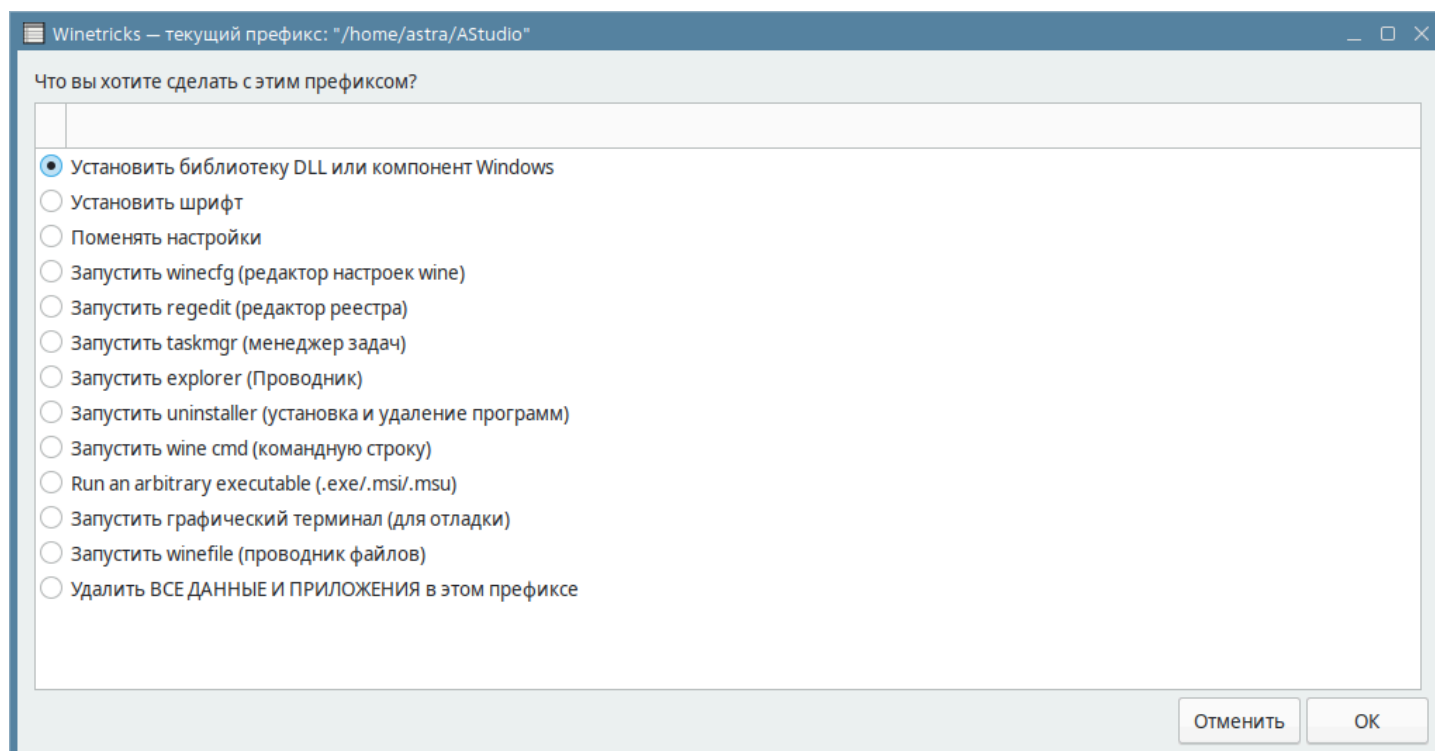 Winetricks — текущий префикс: "/home/astra/AStudio"
Что вы хотите сделать с этим префиксом?
Установить библиотеку DLL или компонент Windows
Установить шрифт
Поменять настройки
Запустить winecfg (редактор настроек wine)
Запустить regedit (редактор реестра)
Запустить taskmgr (менеджер задач)
Запустить explorer (Проводник)
Запустить uninstaller (установка и удаление программ)
Запустить wine cmd (командную строку)
Run an arbitrary executable (.exe/.msi/.msu)
Запустить графический терминал (для отладки)
Запустить winefile (проводник файлов)
Удалить ВСЕ ДАННЫЕ И ПРИЛОЖЕНИЯ в этом префиксе
Отменить ОК